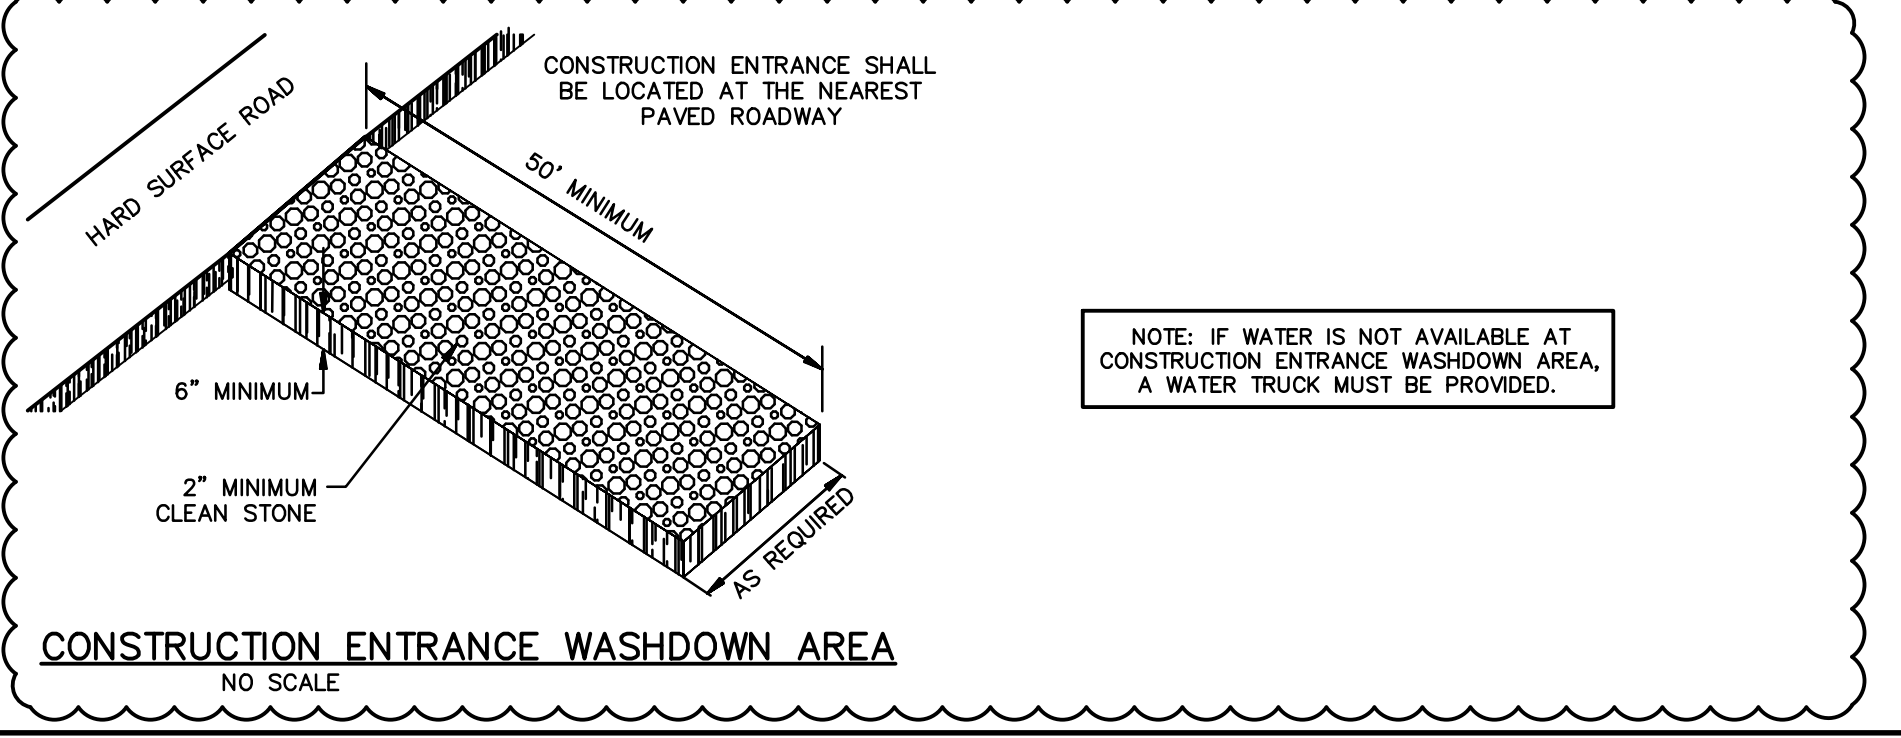 CONSTRUCTION ENTRANCE SHALL
BE LOCATED AT THE NEAREST
PAVED ROADWAY
HARD SURFACE ROAD
50' MINIMUM
6" MINIMUM
2" MINIMUM
CLEAN STONE
AS REQUIRED
NOTE: IF WATER IS NOT AVAILABLE AT
CONSTRUCTION ENTRANCE WASHDOWN AREA,
A WATER TRUCK MUST BE PROVIDED.
CONSTRUCTION ENTRANCE WASHDOWN AREA
NO SCALE